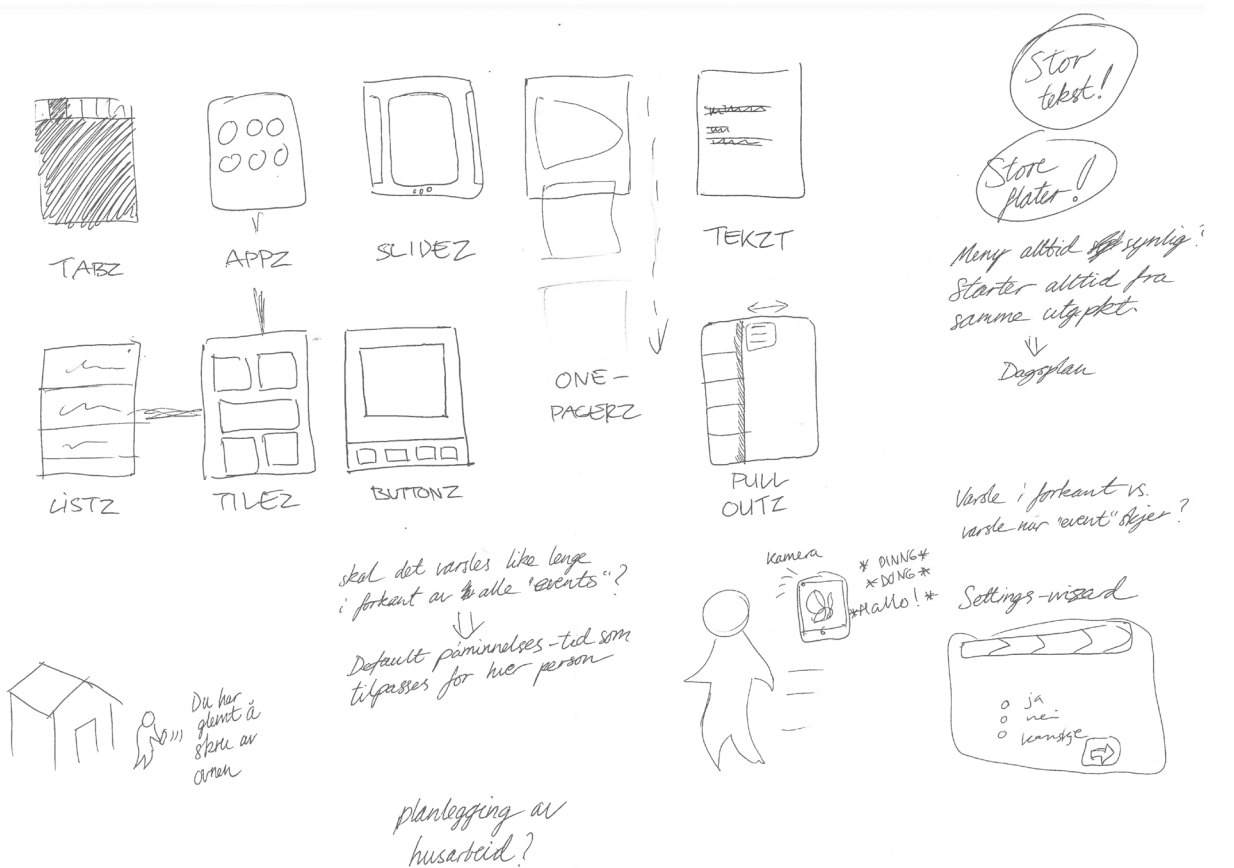 TABZ
APPZ
SLIDEZ
ONE-
PAGERZ
TEKZT
LISTZ
TILEZ
BUTTONZ
PULL
OUTZ
Stor
tekst!
Store
flater!
Meny alltid synlig?
Starter alltid fra
samme utg.pkt.
Dagsplan
Varsle i forkant vs.
varsle når "event" skjer?
skal det varsles like lenge
i forkant av alle "events"?
Default påminnelses-tid som
tilpasses for hver person
Kamera
* DINNG *
* DONG *
* Hallo! *
Settings-wizard
ja
nei
kanskje
Du har
glemt å
skru av
ovnen
planlegging av
husarbeid?